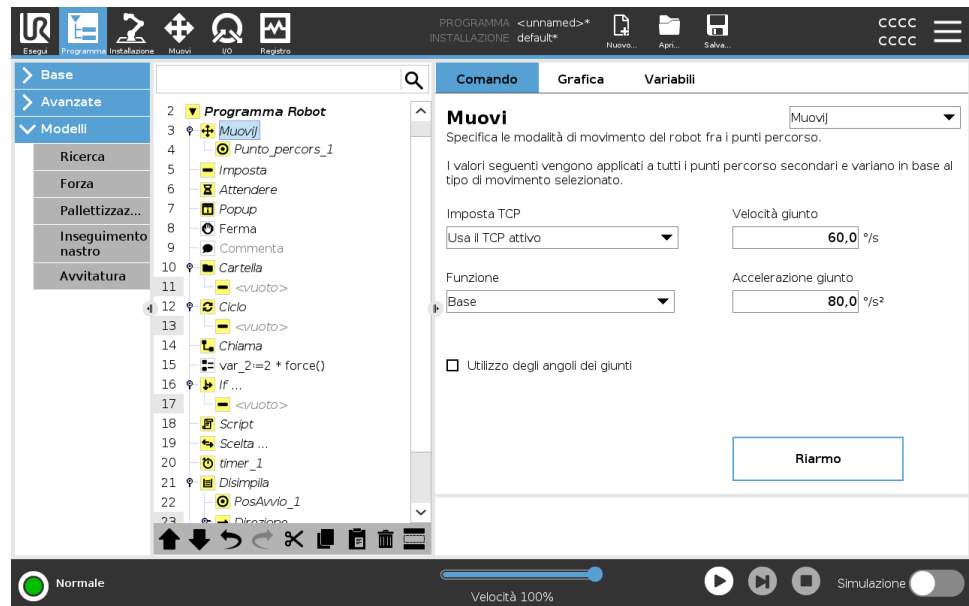 PROGRAMMA <unnamed>*
INSTALLAZIONE default*
Esegui Programma Installazione Muovi I/O Registro
Nuovo... Apri... Salva...
CCCC
CCCC
Base
Avanzate
Modelli
Ricerca
Forza
Pallettizzaz...
Inseguimento
nastro
Avvitatura
2 Programma Robot
3 MuoviJ
4 Punto_percors_1
5 Imposta
6 Attendere
7 Popup
8 Ferma
9 Commenta
10 Cartella
11 <vuoto>
12 Ciclo
13 <vuoto>
14 Chiama
15 var_2:=2 * force()
16 If ...
17 <vuoto>
18 Script
19 Scelta ...
20 timer_1
21 Disimpila
22 PosAvvio_1
23 Direzione
Comando Grafica Variabili
Muovi
MuoviJ
Specifica le modalità di movimento del robot fra i punti percorso.
I valori seguenti vengono applicati a tutti i punti percorso secondari e variano in base al
tipo di movimento selezionato.
Imposta TCP
Usa il TCP attivo
Velocità giunto
60,0 °/s
Funzione
Base
Accelerazione giunto
80,0 °/s²
Utilizzo degli angoli dei giunti
Riarmo
Normale
Velocità 100%
Simulazione